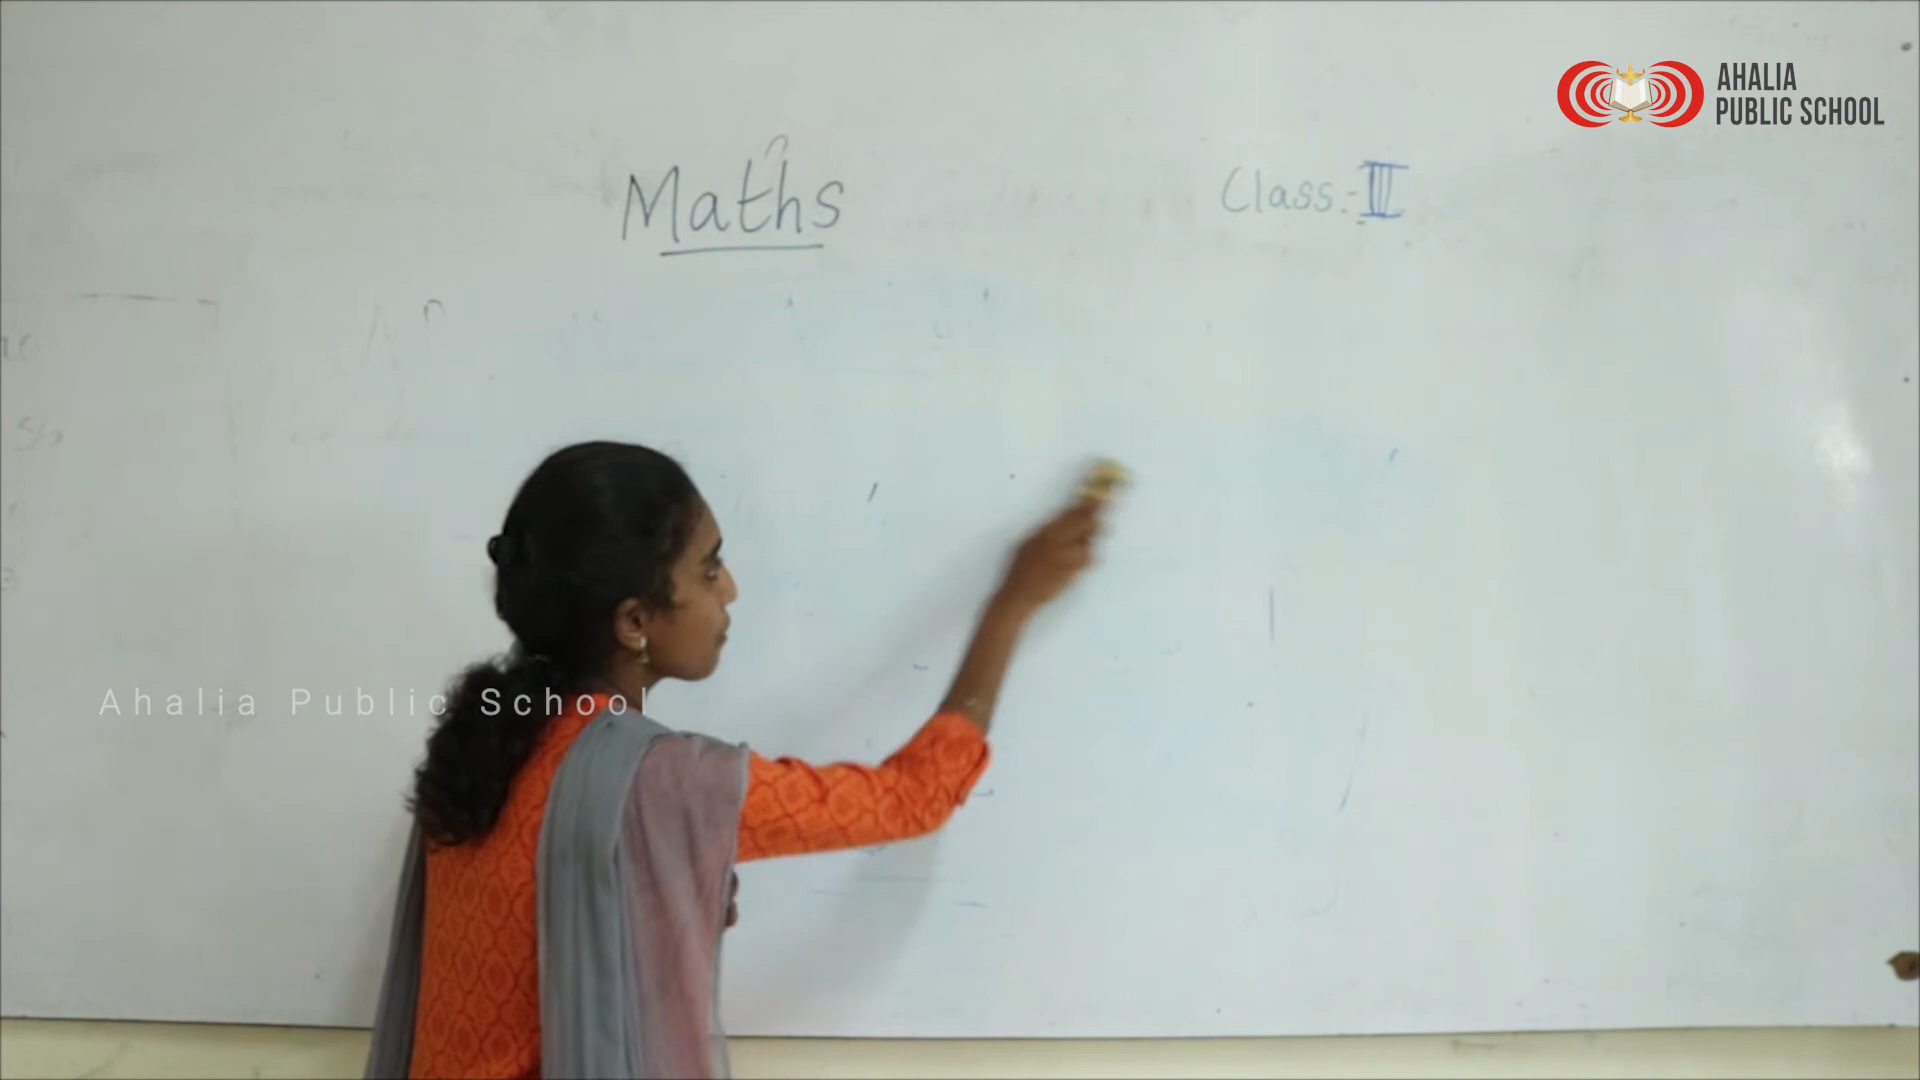 AHALIA
PUBLIC SCHOOL
Maths
Class:- III
Ahalia Public School